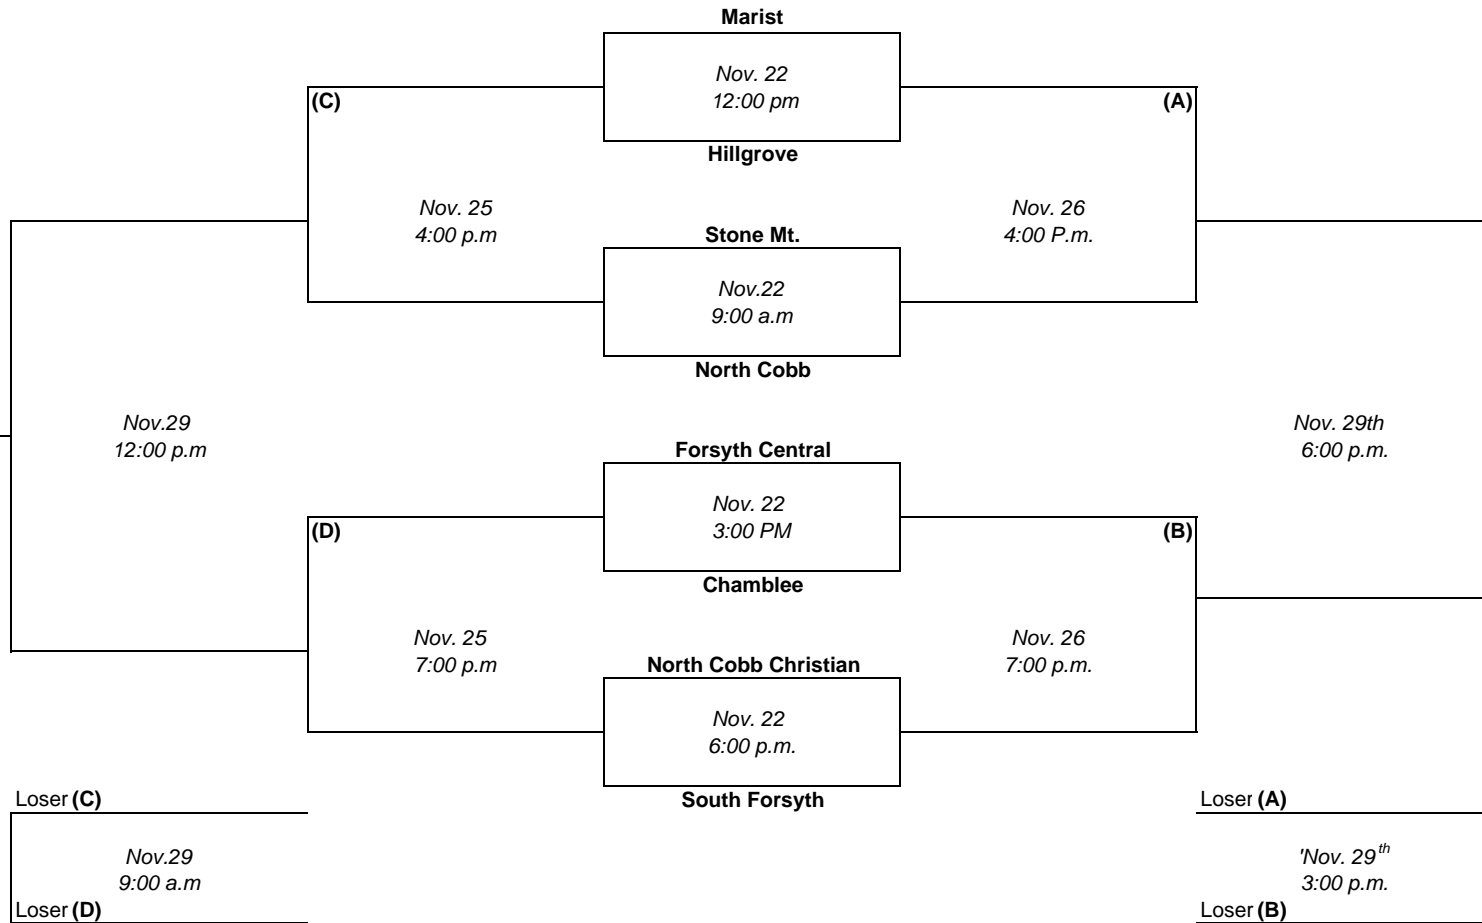 Marist
Nov. 22
12:00 pm
(C)
(A)
Hillgrove
Nov. 25
4:00 p.m
Nov. 26
4:00 P.m.
Stone Mt.
Nov.22
9:00 a.m
North Cobb
Nov.29
12:00 p.m
Nov. 29th
6:00 p.m.
Forsyth Central
Nov. 22
3:00 PM
(D)
(B)
Chamblee
Nov. 25
7:00 p.m
Nov. 26
7:00 p.m.
North Cobb Christian
Nov. 22
6:00 p.m.
South Forsyth
Loser (C)
Nov.29
9:00 a.m
Loser (D)
Loser (A)
'Nov. 29th
3:00 p.m.
Loser (B)